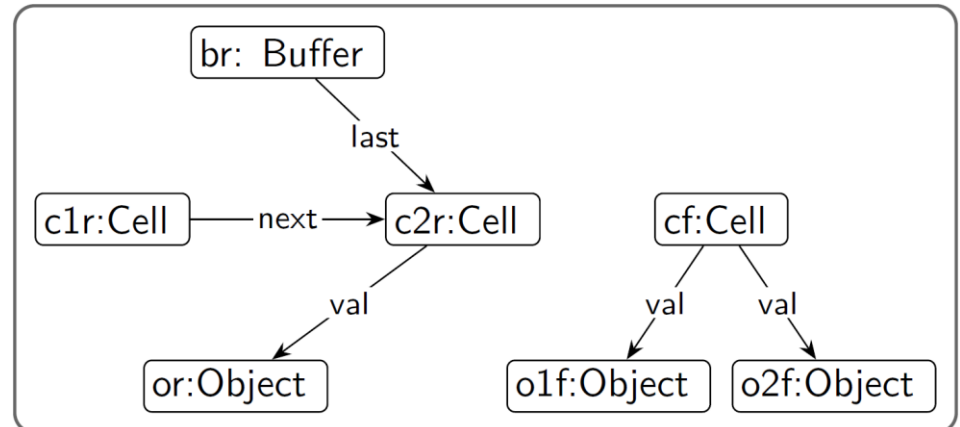 br: Buffer
last
c1r:Cell
next
c2r:Cell
cf:Cell
val
val
val
or:Object
o1f:Object
o2f:Object